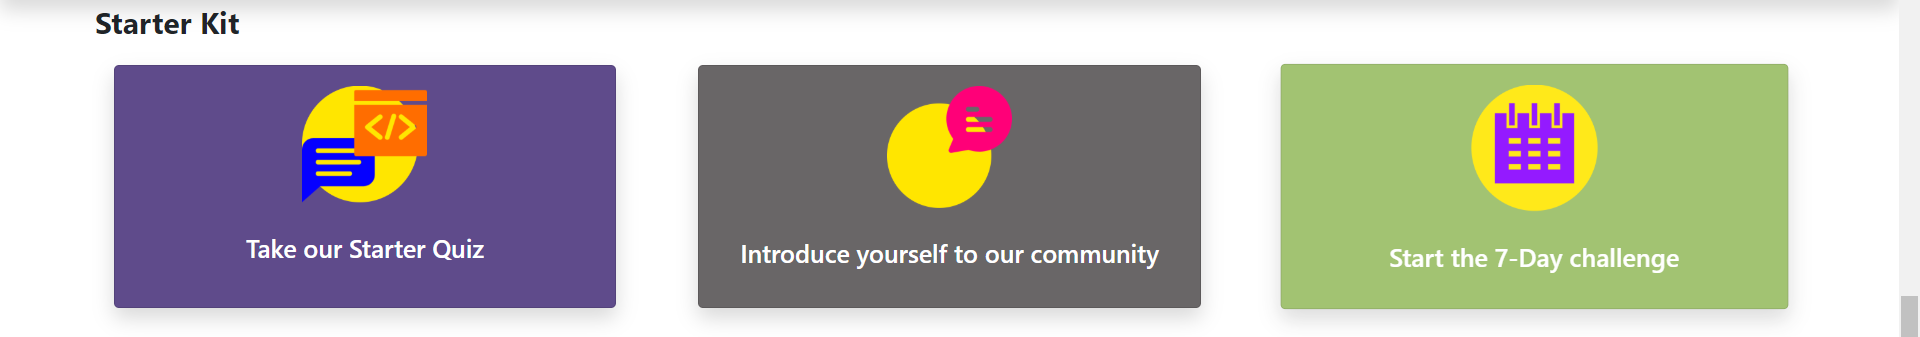 Starter Kit
Take our Starter Quiz
Introduce yourself to our community
Start the 7-Day challenge